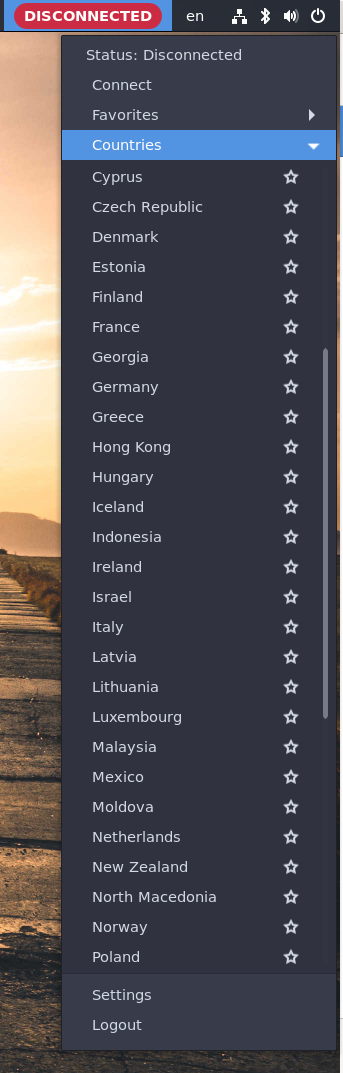 DISCONNECTED en
Status: Disconnected
Connect
Favorites
Countries
Cyprus
Czech Republic
Denmark
Estonia
Finland
France
Georgia
Germany
Greece
Hong Kong
Hungary
Iceland
Indonesia
Ireland
Israel
Italy
Latvia
Lithuania
Luxembourg
Malaysia
Mexico
Moldova
Netherlands
New Zealand
North Macedonia
Norway
Poland
Settings
Logout